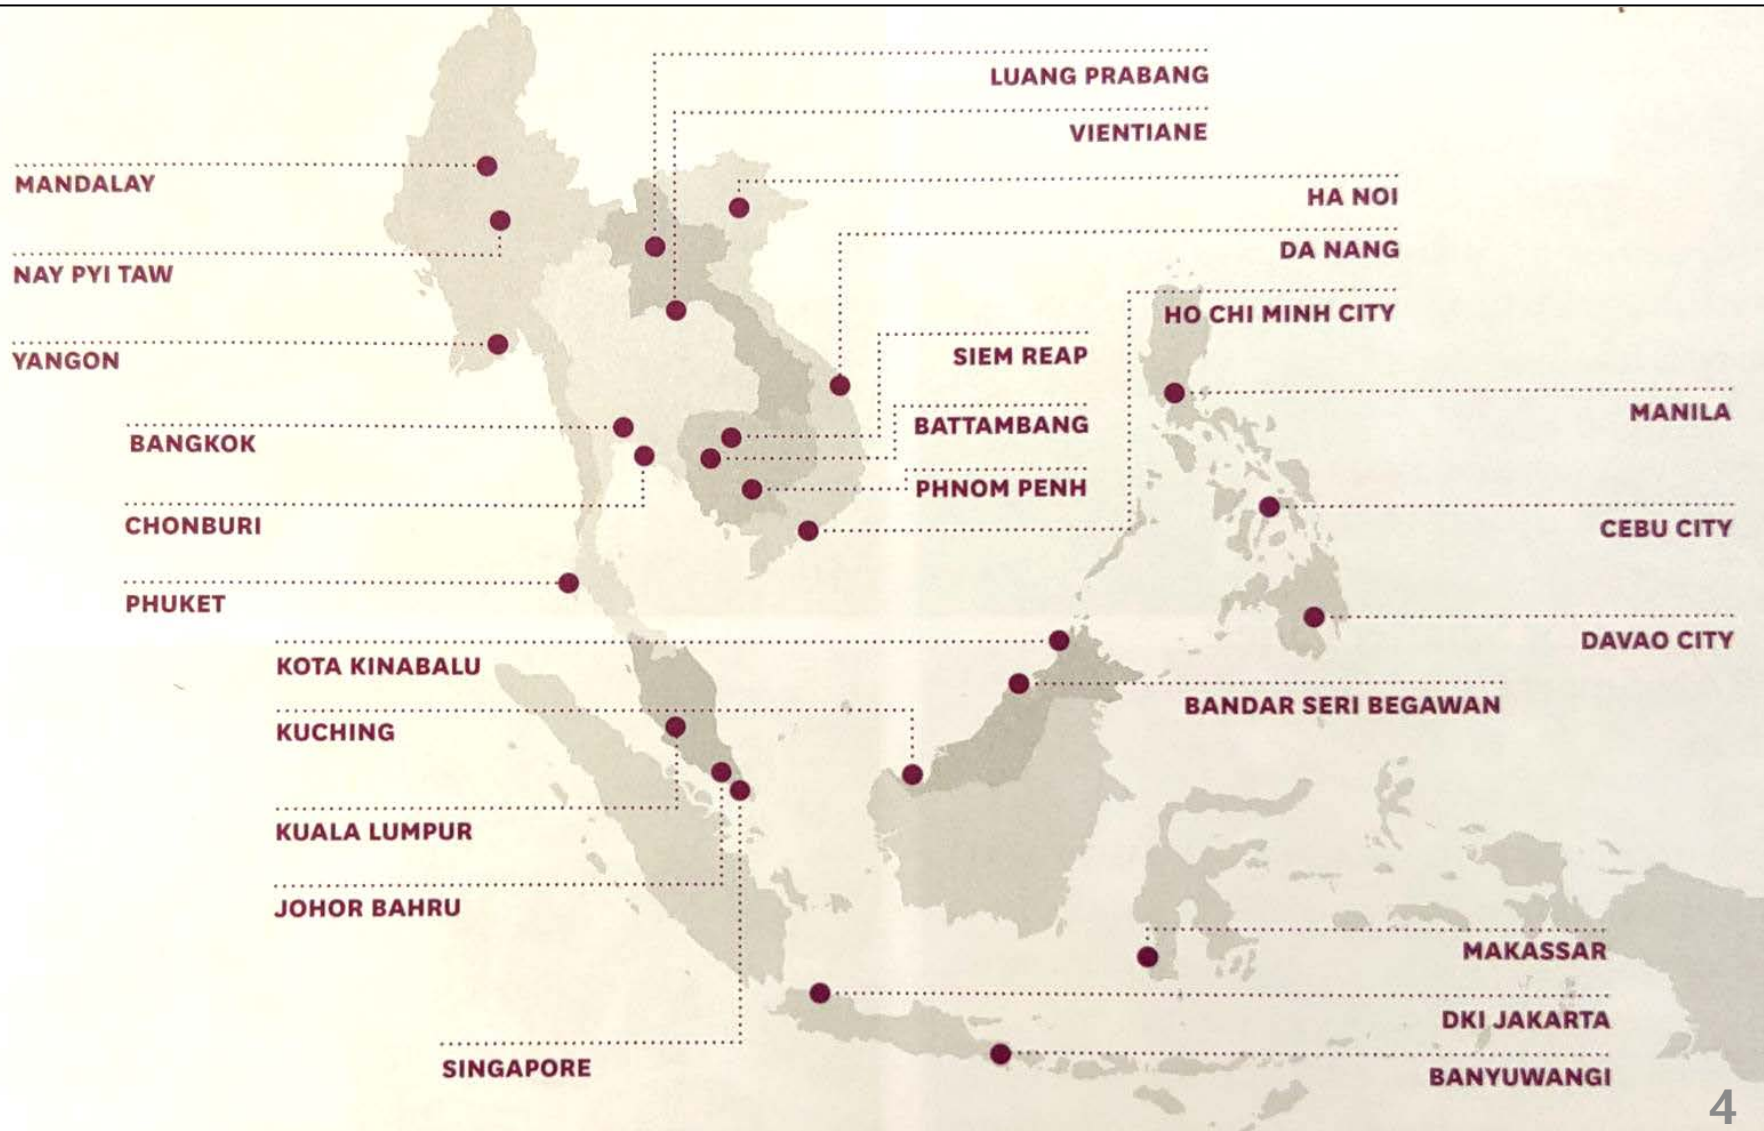 LUANG PRABANG
VIENTIANE
MANDALAY
HA NOI
DA NANG
NAY PYI TAW
HO CHI MINH CITY
SIEM REAP
YANGON
MANILA
BATTAMBANG
BANGKOK
PHNOM PENH
CHONBURI
CEBU CITY
PHUKET
DAVAO CITY
KOTA KINABALU
BANDAR SERI BEGAWAN
KUCHING
KUALA LUMPUR
JOHOR BAHRU
MAKASSAR
DKI JAKARTA
SINGAPORE
BANYUWANGI
4